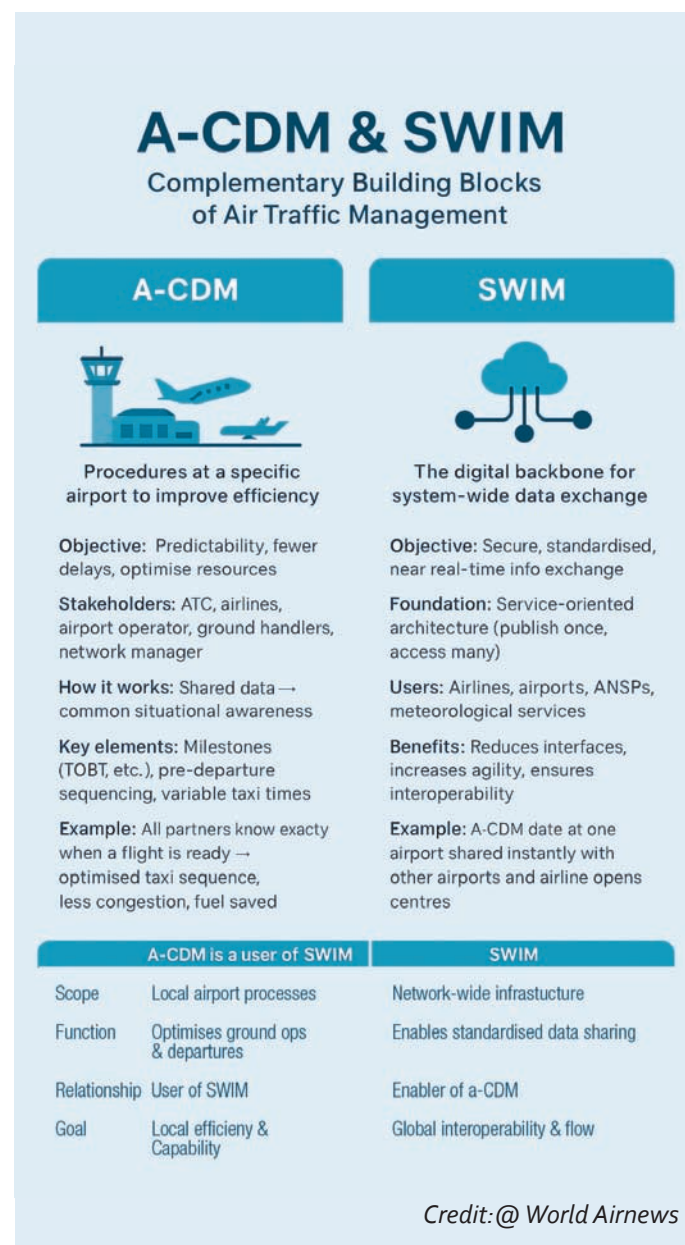 A-CDM & SWIM
Complementary Building Blocks
of Air Traffic Management
A-CDM
Procedures at a specific
airport to improve efficiency
Objective: Predictability, fewer
delays, optimise resources
Stakeholders: ATC, airlines,
airport operator, ground handlers,
network manager
How it works: Shared data →
common situational awareness
Key elements: Milestones
(TOBT, etc.), pre-departure
sequencing, variable taxi times
Example: All partners know exacty
when a flight is ready →
optimised taxi sequence,
less congestion, fuel saved
SWIM
The digital backbone for
system-wide data exchange
Objective: Secure, standardised,
near real-time info exchange
Foundation: Service-oriented
architecture (publish once,
access many)
Users: Airlines, airports, ANSPs,
meteorological services
Benefits: Reduces interfaces,
increases agility, ensures
interoperability
Example: A-CDM date at one
airport shared instantly with
other airports and airline opens
centres
A-CDM is a user of SWIM SWIM
Scope Local airport processes Network-wide infrastucture
Function Optimises ground ops Enables standardised data sharing
& departures
Relationship User of SWIM Enabler of a-CDM
Goal Local efficieny & Global interoperability & flow
Capability
Credit:@ World Airnews